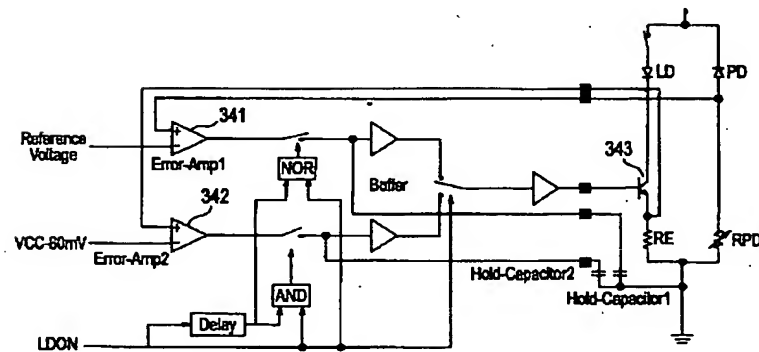 LD
PD
341
+
-
Reference
Voltage
Error-Amp1
NOR
Buffer
343
342
+
-
VCC-60mV
Error-Amp2
RE
RPD
Hold-Capacitor2
Hold-Capacitor1
AND
Delay
LDON